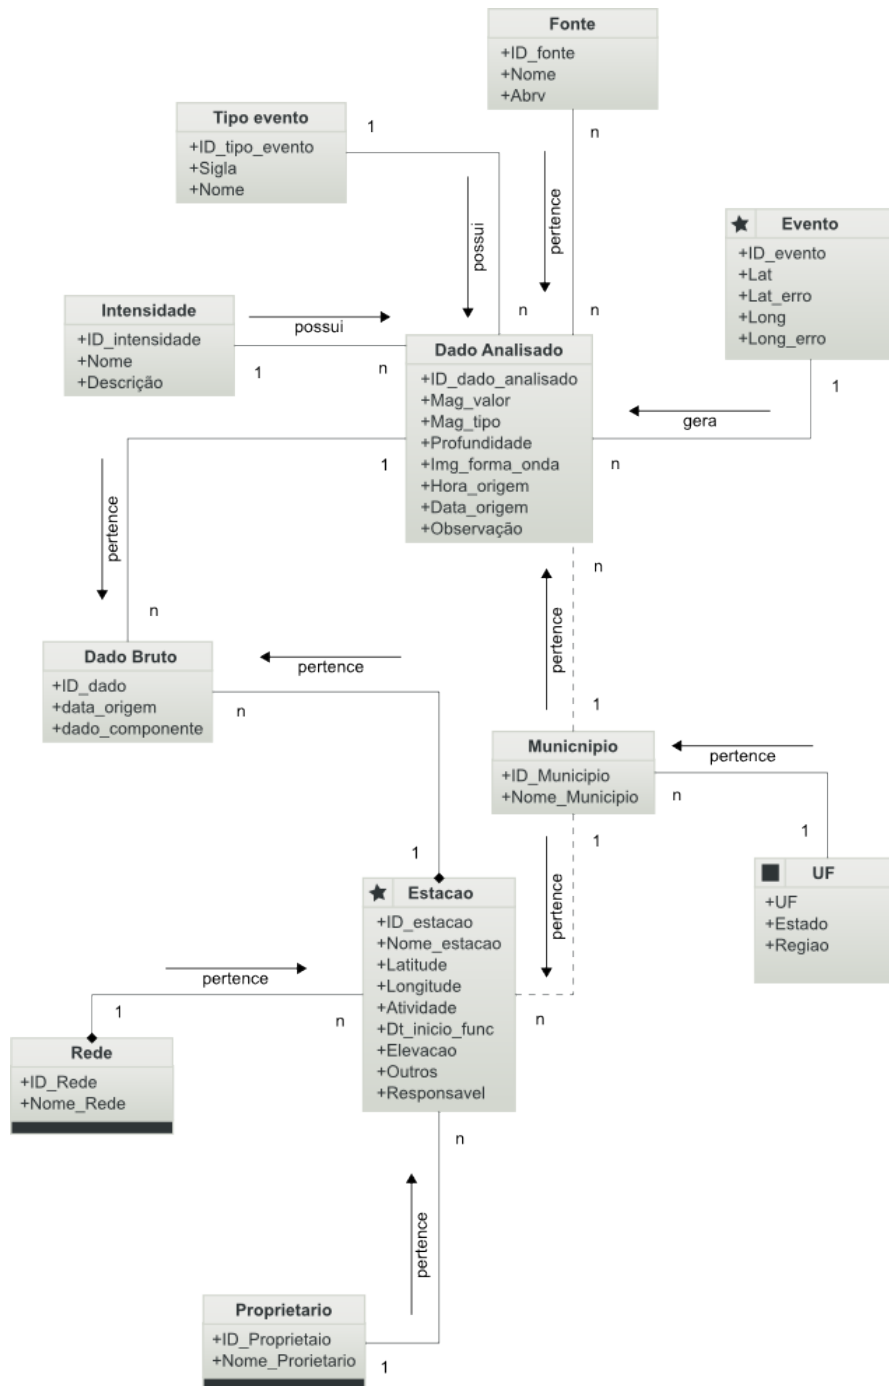 Fonte
+ID_fonte
+Nome
+Abrv
n
pertence
n
Tipo evento
+ID_tipo_evento
+Sigla
+Nome
1
possui
n
Evento
+ID_evento
+Lat
+Lat_erro
+Long
+Long_erro
1
gera
n
Intensidade
+ID_intensidade
+Nome
+Descrição
possui
1
n
Dado Analisado
+ID_dado_analisado
+Mag_valor
+Mag_tipo
+Profundidade
+Img_forma_onda
+Hora_origem
+Data_origem
+Observação
1
pertence
n
n
pertence
1
Dado Bruto
+ID_dado
+data_origem
+dado_componente
pertence
n
1
Municnipio
+ID_Municipio
+Nome_Municipio
pertence
n
1
1
pertence
n
UF
+UF
+Estado
+Regiao
Estacao
+ID_estacao
+Nome_estacao
+Latitude
+Longitude
+Atividade
+Dt_inicio_func
+Elevacao
+Outros
+Responsavel
pertence
1
n
Rede
+ID_Rede
+Nome_Rede
n
pertence
1
Proprietario
+ID_Proprietaio
+Nome_Prorietario